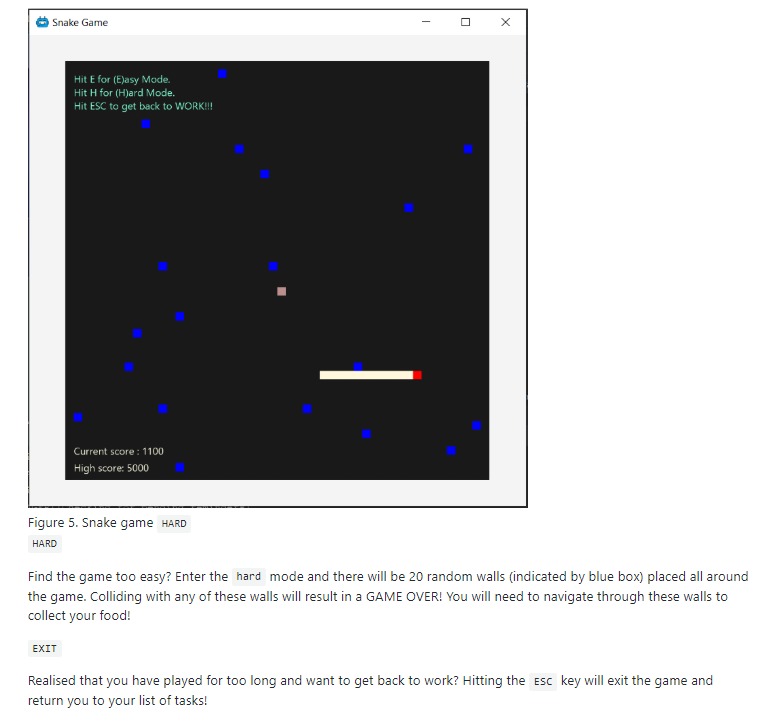 Snake Game
Hit E for (E)asy Mode.
Hit H for (H)ard Mode.
Hit ESC to get back to WORK!!!
Current score : 1100
High score: 5000
Figure 5. Snake game HARD
HARD
Find the game too easy? Enter the hard mode and there will be 20 random walls (indicated by blue box) placed all around
the game. Colliding with any of these walls will result in a GAME OVER! You will need to navigate through these walls to
collect your food!
EXIT
Realised that you have played for too long and want to get back to work? Hitting the ESC key will exit the game and
return you to your list of tasks!